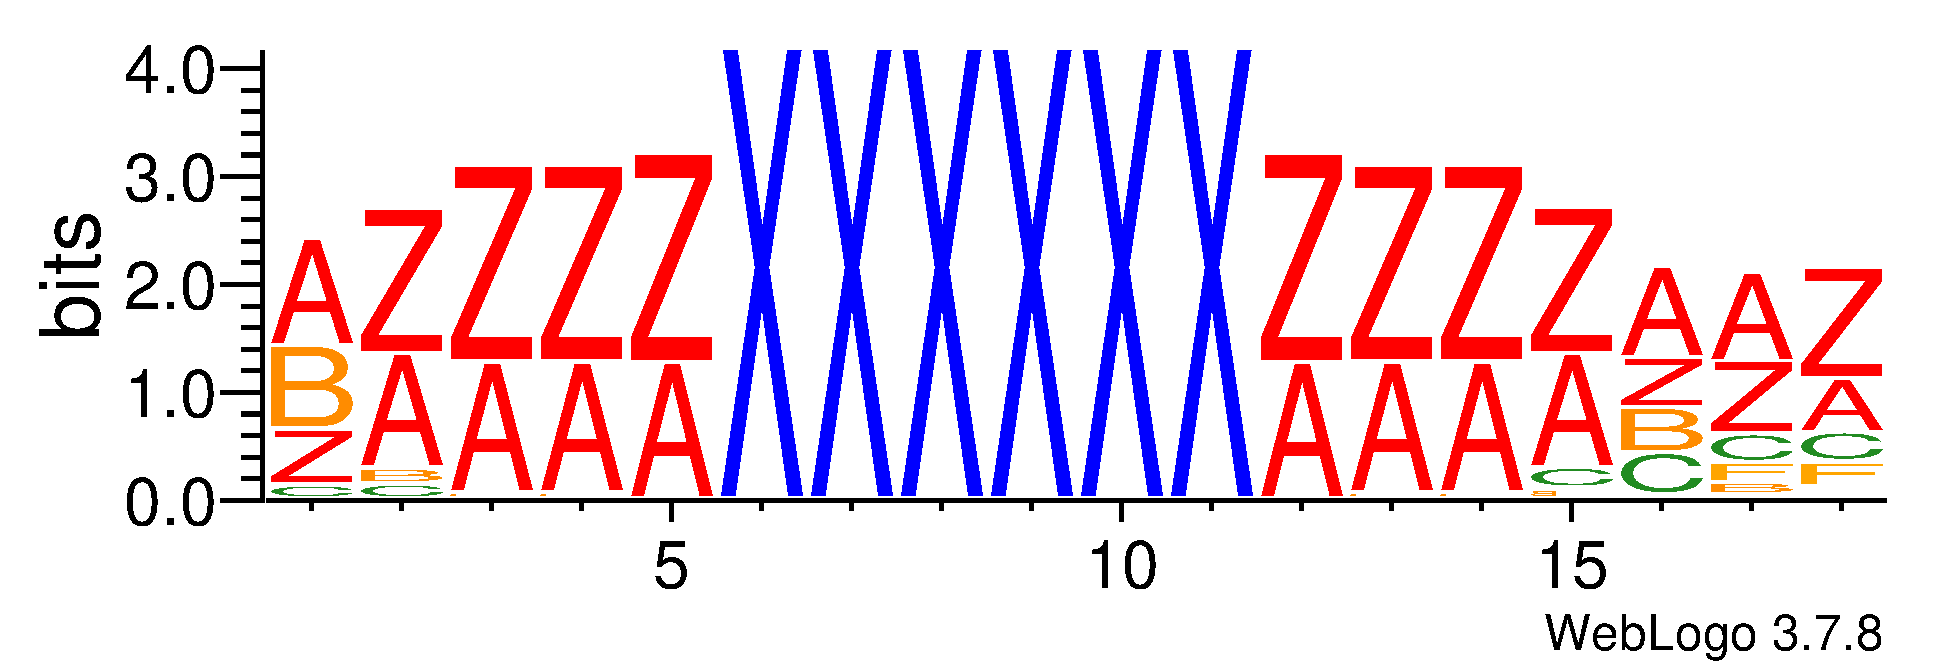 bits
4.0
3.0
2.0
1.0
0.0
A Z Z Z Z X X X X X X Z Z Z Z A A Z
B A A A A A A A A A Z Z A
Z B C B C C
C C B C F F
B
5 10 15
WebLogo 3.7.8